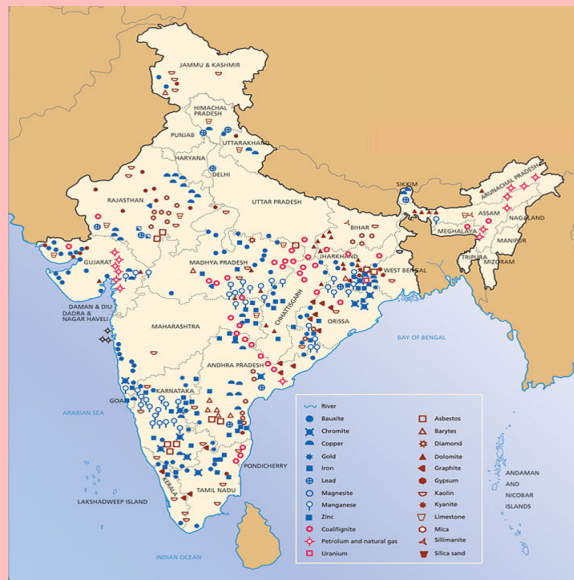 JAMMU & KASHMIR
HIMACHAL
PRADESH
PUNJAB
UTTARAKHAND
HARYANA
DELHI
SIKKIM
ARUNACHAL PRADESH
RAJASTHAN
UTTAR PRADESH
ASSAM
NAGALAND
BIHAR
MEGHALAYA
MANIPUR
JHARKHAND
TRIPURA
MIZORAM
GUJARAT
MADHYA PRADESH
WEST BENGAL
CHHATTISGARH
DAMAN & DIU
DADRA &
NAGAR HAVELI
MAHARASHTRA
ORISSA
BAY OF BENGAL
ANDHRA PRADESH
GOA
KARNATAKA
ARABIAN SEA
PONDICHERRY
KERALA
TAMIL NADU
LAKSHADWEEP ISLAND
ANDAMAN
AND
NICOBAR
ISLANDS
INDIAN OCEAN
River
Bauxite
Chromite
Copper
Gold
Iron
Lead
Magnesite
Manganese
Zinc
Coal/lignite
Petrolum and natural gas
Uranium
Asbestos
Barytes
Diamond
Dolomite
Graphite
Gypsum
Kaolin
Kyanite
Limestone
Mica
Sillimanite
Silica sand